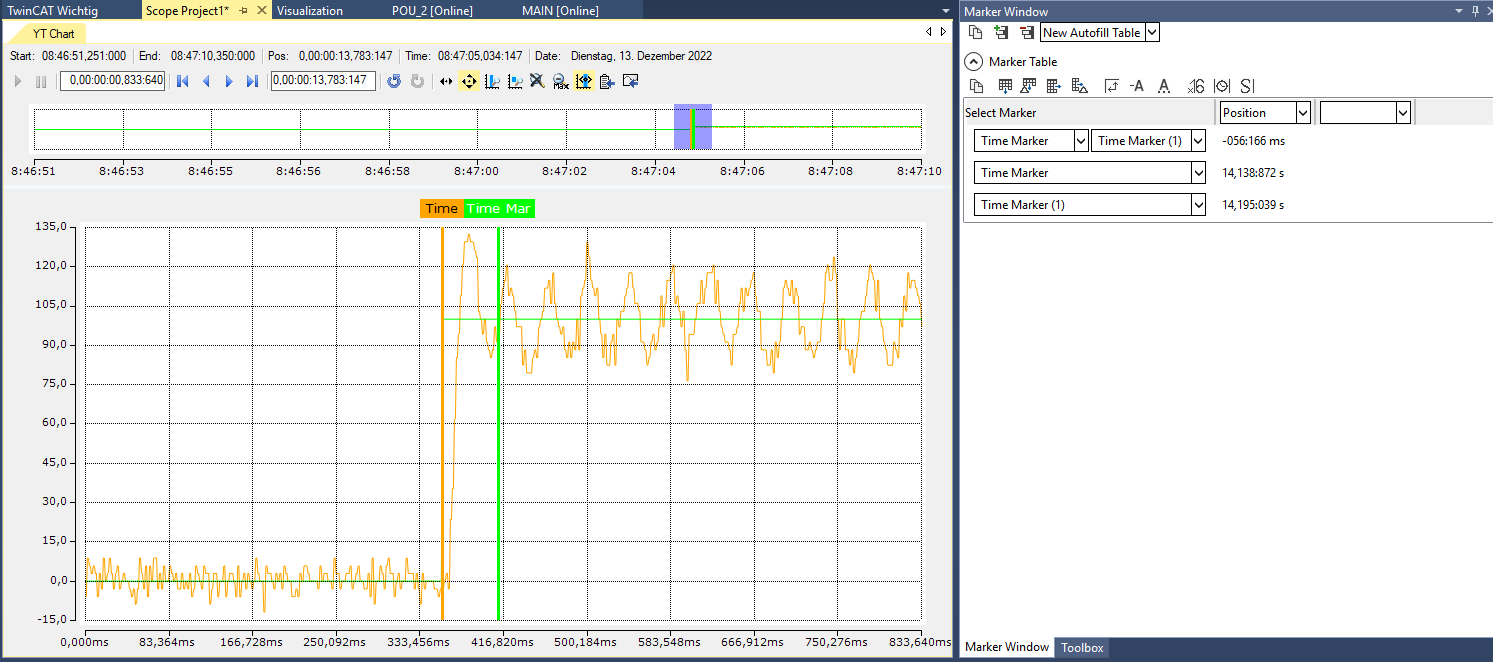 TwinCAT Wichtig Scope Project1* Visualization POU_2 [Online] MAIN [Online]
YT Chart
Start: 08:46:51,251:000 End: 08:47:10,350:000 Pos: 0,00:00:13,783:147 Time: 08:47:05,034:147 Date: Dienstag, 13. Dezember 2022
0,00:00:00,833:640 0,00:00:13,783:147
8:46:51 8:46:53 8:46:55 8:46:56 8:46:58 8:47:00 8:47:02 8:47:04 8:47:06 8:47:08 8:47:10
Time Time Mar
135,0
120,0
105,0
90,0
75,0
60,0
45,0
30,0
15,0
0,0
-15,0
0,000ms 83,364ms 166,728ms 250,092ms 333,456ms 416,820ms 500,184ms 583,548ms 666,912ms 750,276ms 833,640ms
Marker Window
New Autofill Table
Marker Table
Select Marker Position
Time Marker Time Marker (1) -056:166 ms
Time Marker 14,138:872 s
Time Marker (1) 14,195:039 s
Marker Window Toolbox